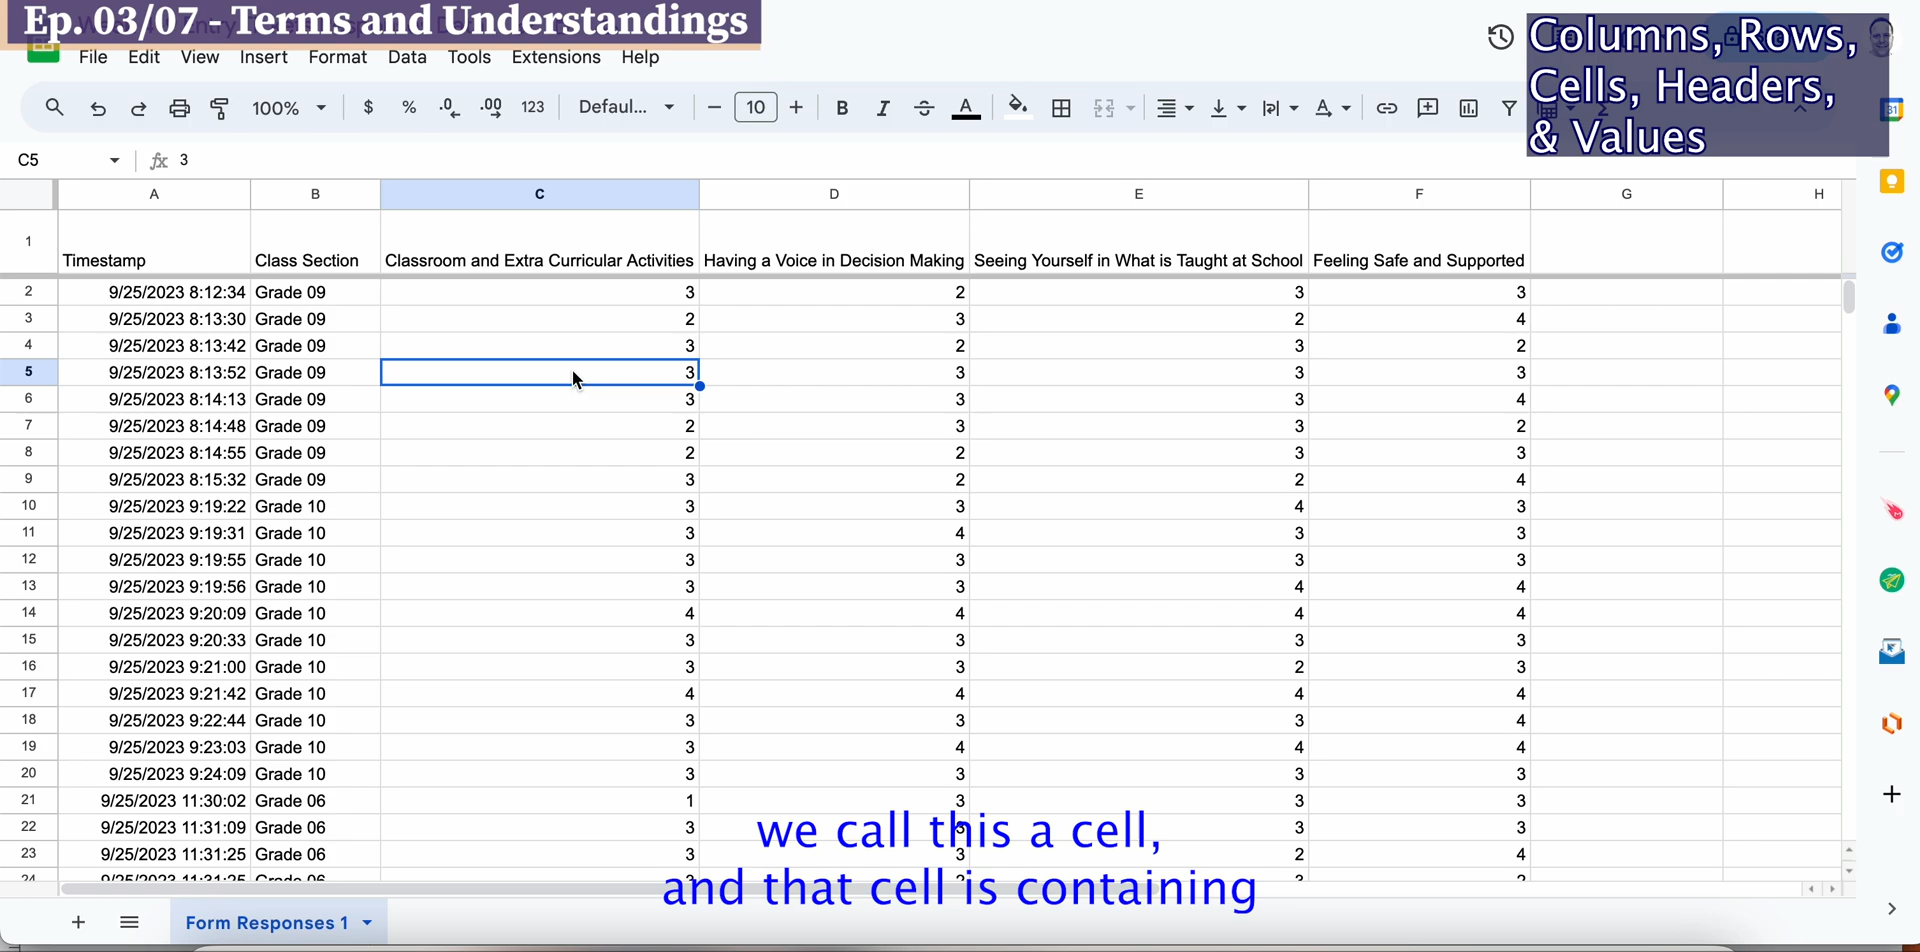 Ep. 03/07 - Terms and Understandings
Columns, Rows,
Cells, Headers,
& Values
File Edit View Insert Format Data Tools Extensions Help
100% $ % .0 .00 123 Defaul... 10 B I A
C5 fx 3
A B C D E F G H
1 Timestamp Class Section Classroom and Extra Curricular Activities Having a Voice in Decision Making Seeing Yourself in What is Taught at School Feeling Safe and Supported
2 9/25/2023 8:12:34 Grade 09 3 2 3 3
3 9/25/2023 8:13:30 Grade 09 2 3 2 4
4 9/25/2023 8:13:42 Grade 09 3 2 3 2
5 9/25/2023 8:13:52 Grade 09 3 3 3 3
6 9/25/2023 8:14:13 Grade 09 3 3 3 4
7 9/25/2023 8:14:48 Grade 09 2 3 3 2
8 9/25/2023 8:14:55 Grade 09 2 2 3 3
9 9/25/2023 8:15:32 Grade 09 3 2 2 4
10 9/25/2023 9:19:22 Grade 10 3 3 4 3
11 9/25/2023 9:19:31 Grade 10 3 4 3 3
12 9/25/2023 9:19:55 Grade 10 3 3 3 3
13 9/25/2023 9:19:56 Grade 10 3 3 4 4
14 9/25/2023 9:20:09 Grade 10 4 4 4 4
15 9/25/2023 9:20:33 Grade 10 3 3 3 3
16 9/25/2023 9:21:00 Grade 10 3 3 2 3
17 9/25/2023 9:21:42 Grade 10 4 4 4 4
18 9/25/2023 9:22:44 Grade 10 3 3 3 4
19 9/25/2023 9:23:03 Grade 10 3 4 4 4
20 9/25/2023 9:24:09 Grade 10 3 3 3 3
21 9/25/2023 11:30:02 Grade 06 1 3 3 3
22 9/25/2023 11:31:09 Grade 06 3 3 3 3
23 9/25/2023 11:31:25 Grade 06 3 3 2 4
we call this a cell,
and that cell is containing
Form Responses 1